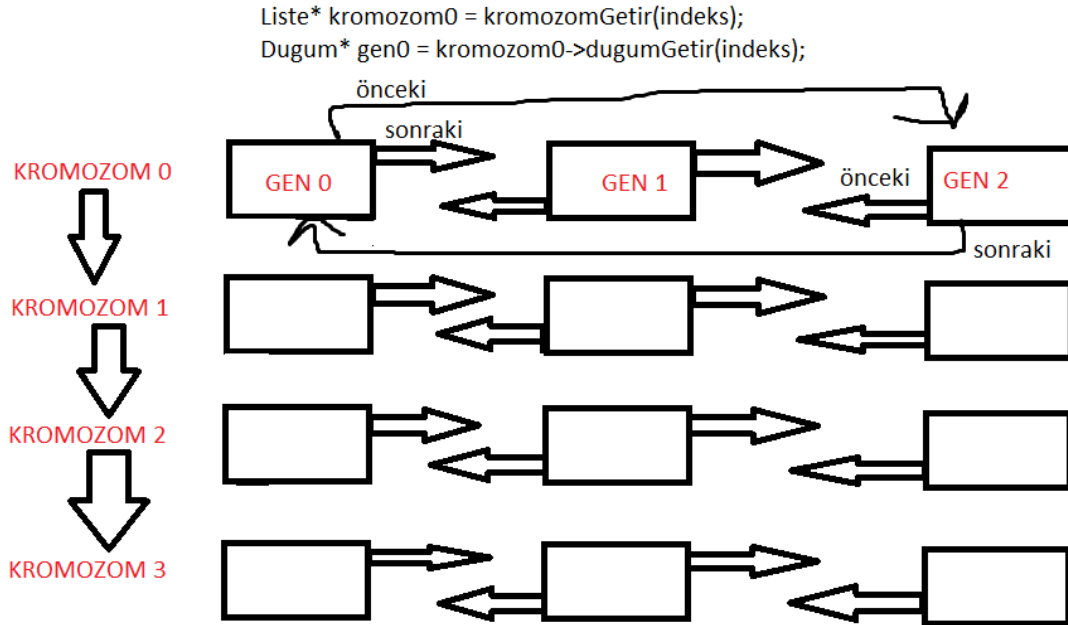 Liste* kromozom0 = kromozomGetir(indeks);
Dugum* gen0 = kromozom0->dugumGetir(indeks);
önceki
sonraki
KROMOZOM 0
GEN 0
GEN 1
önceki
GEN 2
sonraki
KROMOZOM 1
KROMOZOM 2
KROMOZOM 3